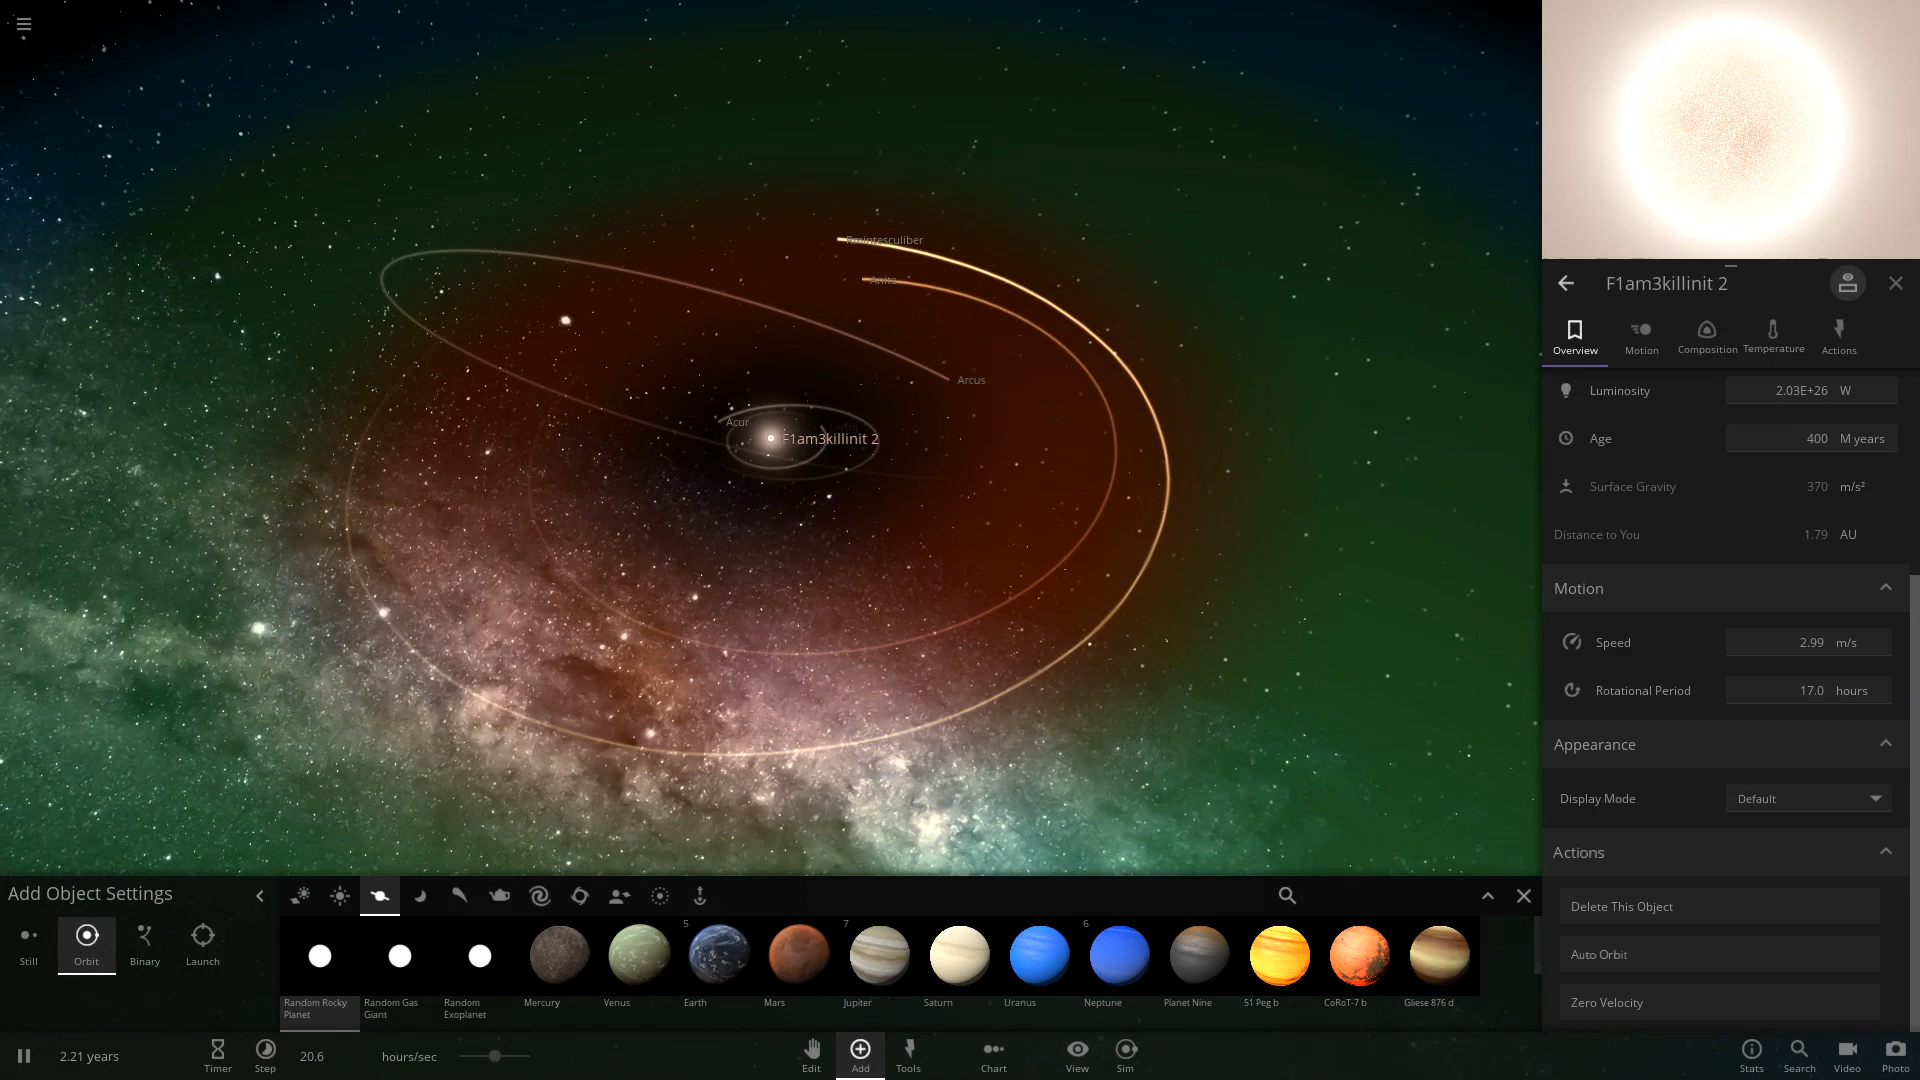 Rmintesculiber
Anito
Arcus
Acur
F1am3killinit 2
F1am3killinit 2
Overview
Motion
Composition
Temperature
Actions
Luminosity 2.03E+26 W
Age 400 M years
Surface Gravity 370 m/s²
Distance to You 1.79 AU
Motion
Speed 2.99 m/s
Rotational Period 17.0 hours
Appearance
Display Mode Default
Actions
Delete This Object
Auto Orbit
Zero Velocity
Add Object Settings
Still
Orbit
Binary
Launch
5
7
6
Random Rocky
Planet
Random Gas
Giant
Random
Exoplanet
Mercury
Venus
Earth
Mars
Jupiter
Saturn
Uranus
Neptune
Planet Nine
51 Peg b
CoRoT-7 b
Gliese 876 d
2.21 years
Timer
Step
20.6 hours/sec
Edit
Add
Tools
Chart
View
Sim
Stats
Search
Video
Photo